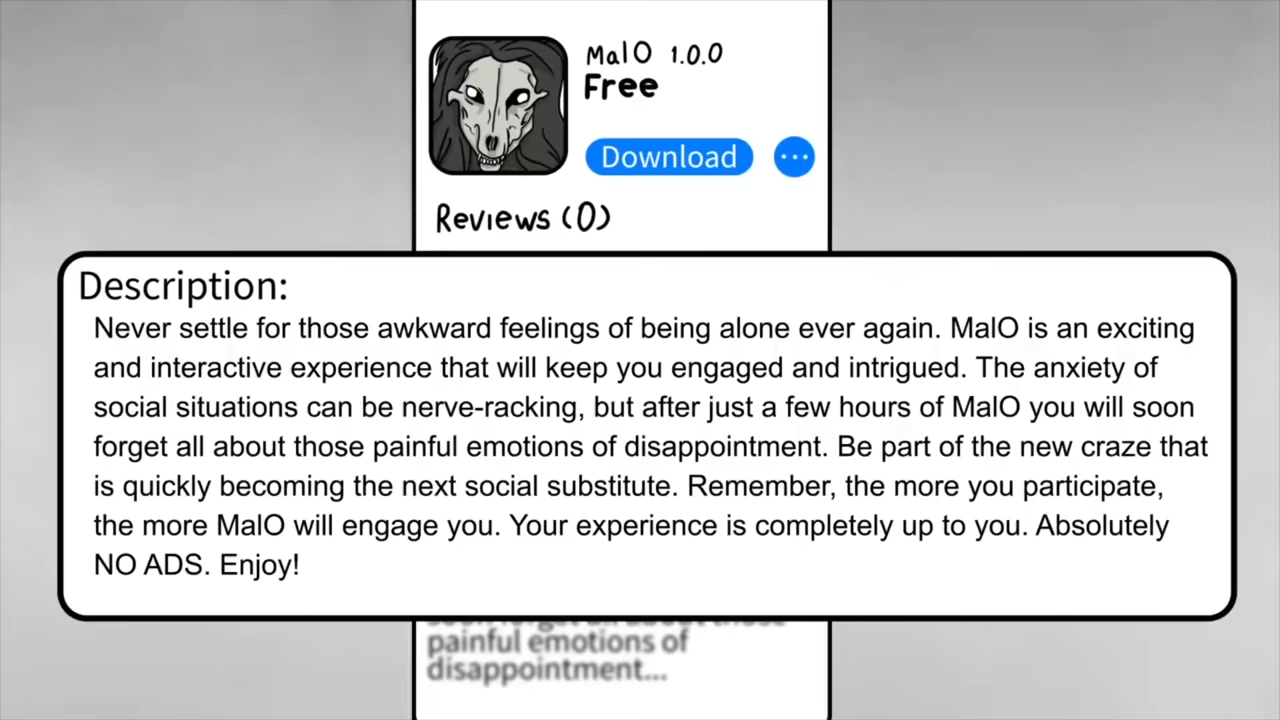 MalO 1.0.0
Free
Download
Reviews (0)
Description:
Never settle for those awkward feelings of being alone ever again. MalO is an exciting
and interactive experience that will keep you engaged and intrigued. The anxiety of
social situations can be nerve-racking, but after just a few hours of MalO you will soon
forget all about those painful emotions of disappointment. Be part of the new craze that
is quickly becoming the next social substitute. Remember, the more you participate,
the more MalO will engage you. Your experience is completely up to you. Absolutely
NO ADS. Enjoy!
painful emotions of
disappointment...